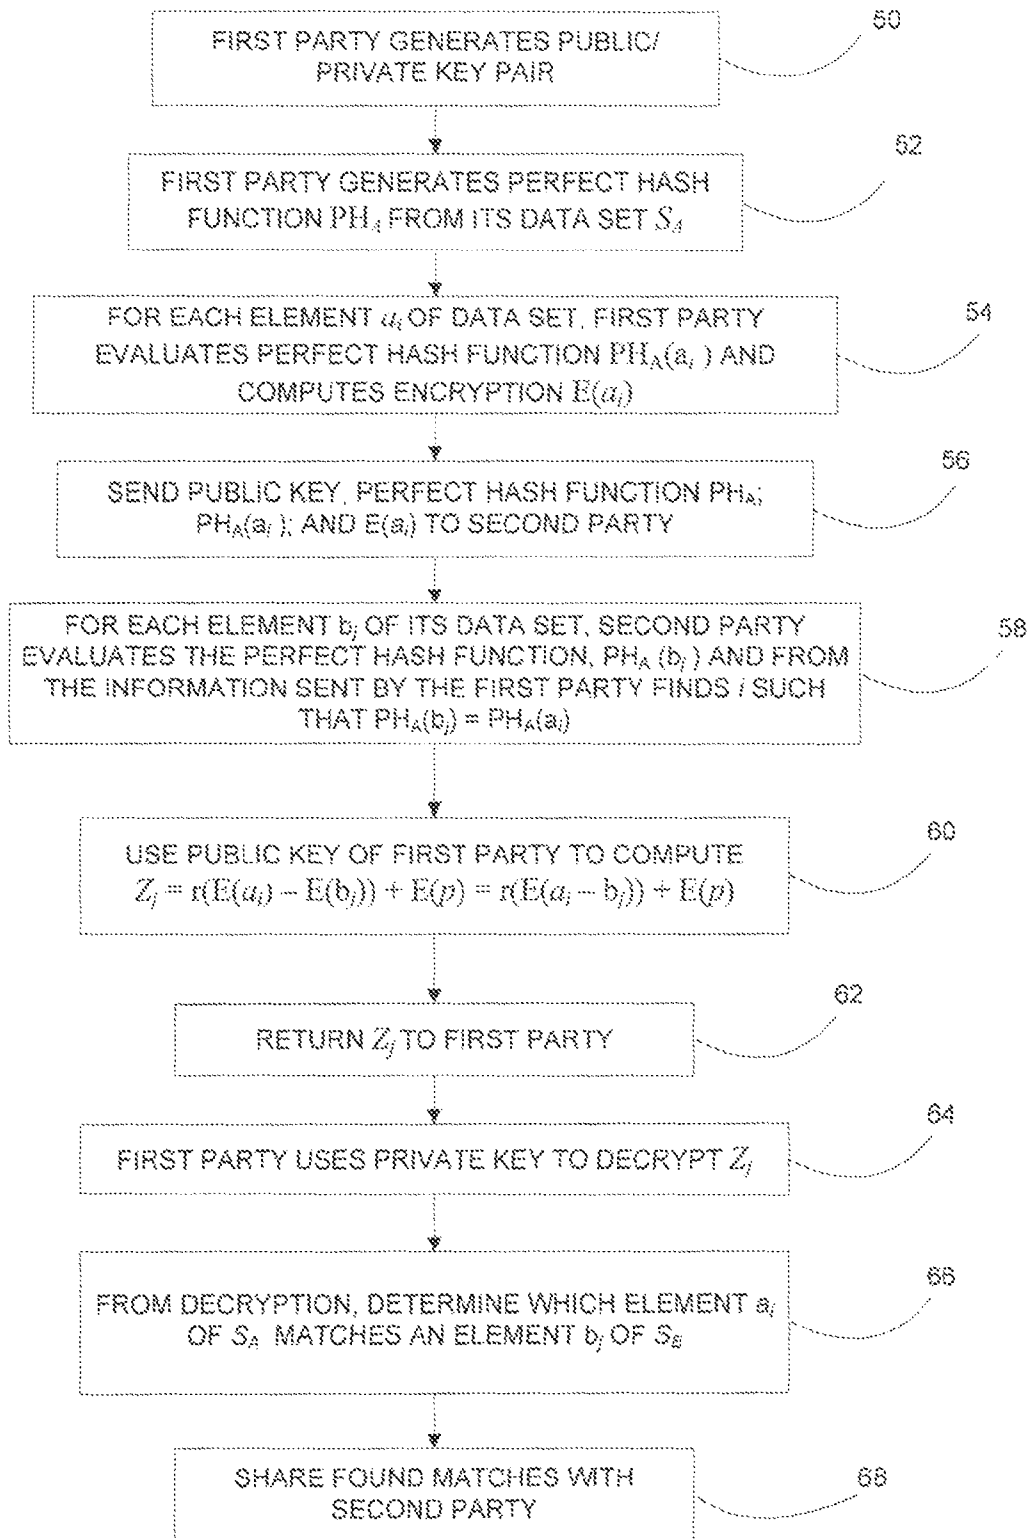 FIRST PARTY GENERATES PUBLIC/
PRIVATE KEY PAIR
50
FIRST PARTY GENERATES PERFECT HASH
FUNCTION PH_A FROM ITS DATA SET S_A
52
FOR EACH ELEMENT a_i OF DATA SET, FIRST PARTY
EVALUATES PERFECT HASH FUNCTION PH_A(a_i ) AND
COMPUTES ENCRYPTION E(a_i)
54
SEND PUBLIC KEY, PERFECT HASH FUNCTION PH_A;
PH_A(a_i ); AND E(a_i) TO SECOND PARTY
56
FOR EACH ELEMENT b_j OF ITS DATA SET, SECOND PARTY
EVALUATES THE PERFECT HASH FUNCTION, PH_A (b_j ) AND FROM
THE INFORMATION SENT BY THE FIRST PARTY FINDS i SUCH
THAT PH_A(b_j) = PH_A(a_i)
58
USE PUBLIC KEY OF FIRST PARTY TO COMPUTE
Z_j = r(E(a_i) – E(b_j)) + E(p) = r(E(a_i – b_j)) + E(p)
60
RETURN Z_j TO FIRST PARTY
62
FIRST PARTY USES PRIVATE KEY TO DECRYPT Z_j
64
FROM DECRYPTION, DETERMINE WHICH ELEMENT a_i
OF S_A MATCHES AN ELEMENT b_j OF S_B
66
SHARE FOUND MATCHES WITH
SECOND PARTY
68